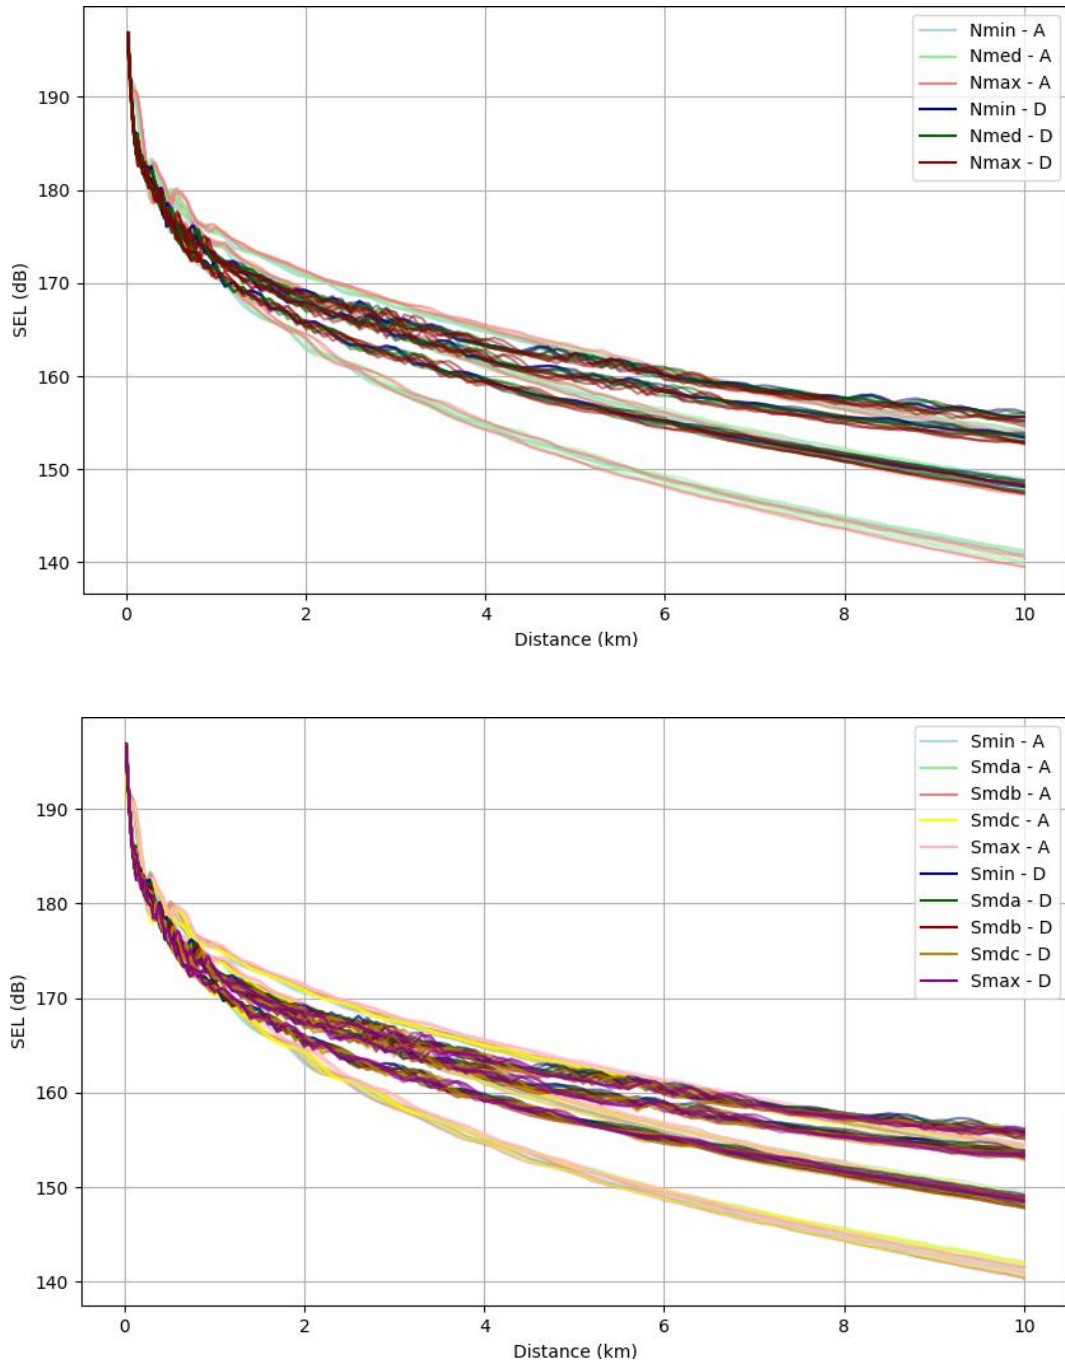 Nmin - A
Nmed - A
Nmax - A
Nmin - D
Nmed - D
Nmax - D
190
180
170
160
150
140
SEL (dB)
0 2 4 6 8 10
Distance (km)
Smin - A
Smda - A
Smdb - A
Smdc - A
Smax - A
Smin - D
Smda - D
Smdb - D
Smdc - D
Smax - D
190
180
170
160
150
140
SEL (dB)
0 2 4 6 8 10
Distance (km)